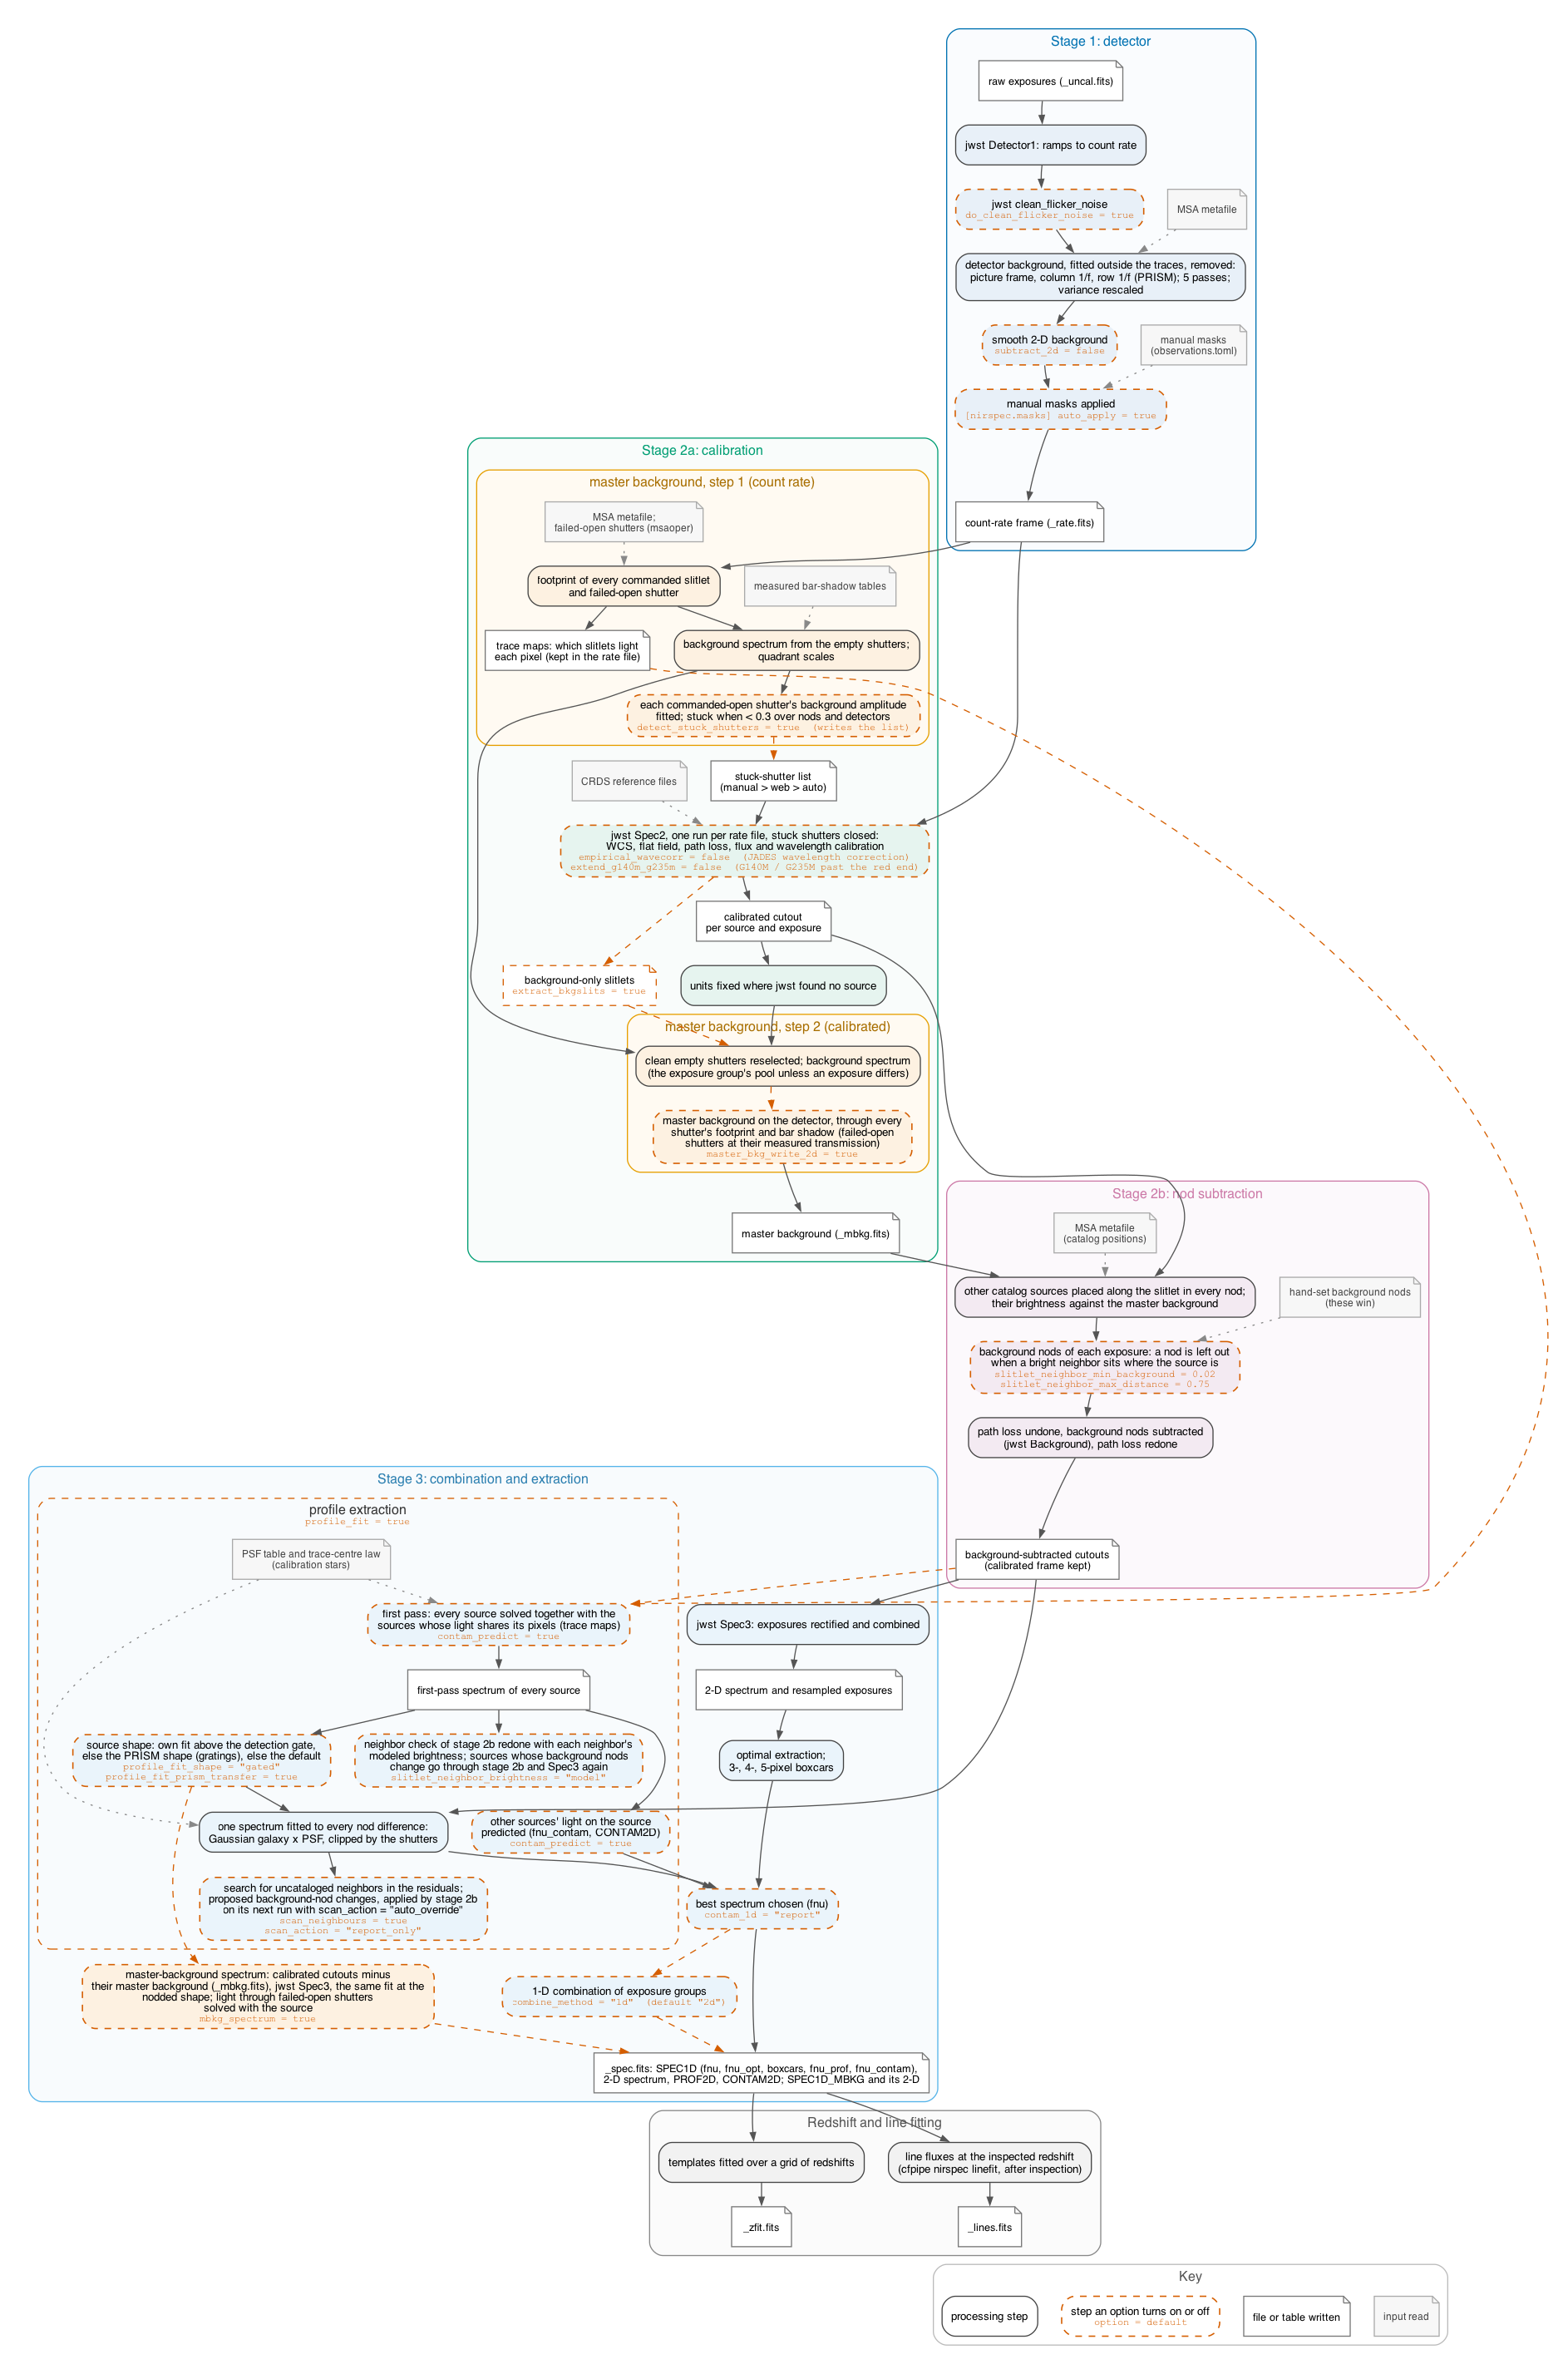 Stage 1: detector
raw exposures (_uncal.fits)
jwst Detector1: ramps to count rate
jwst clean_flicker_noise
do_clean_flicker_noise = true
MSA metafile
detector background, fitted outside the traces, removed:
picture frame, column 1/f, row 1/f (PRISM); 5 passes;
variance rescaled
smooth 2-D background
subtract_2d = false
manual masks
(observations.toml)
manual masks applied
[nirspec.masks] auto_apply = true
count-rate frame (_rate.fits)
Stage 2a: calibration
master background, step 1 (count rate)
MSA metafile;
failed-open shutters (msaoper)
footprint of every commanded slitlet
and failed-open shutter
measured bar-shadow tables
trace maps: which slitlets light
each pixel (kept in the rate file)
background spectrum from the empty shutters;
quadrant scales
each commanded-open shutter's background amplitude
fitted; stuck when < 0.3 over nods and detectors
detect_stuck_shutters = true  (writes the list)
CRDS reference files
stuck-shutter list
(manual > web > auto)
jwst Spec2, one run per rate file, stuck shutters closed:
WCS, flat field, path loss, flux and wavelength calibration
empirical_wavecorr = false  (JADES wavelength correction)
extend_g140m_g235m = false  (G140M / G235M past the red end)
calibrated cutout
per source and exposure
background-only slitlets
extract_bkgslits = true
units fixed where jwst found no source
master background, step 2 (calibrated)
clean empty shutters reselected; background spectrum
(the exposure group's pool unless an exposure differs)
master background on the detector, through every
shutter's footprint and bar shadow (failed-open
shutters at their measured transmission)
master_bkg_write_2d = true
master background (_mbkg.fits)
Stage 2b: nod subtraction
MSA metafile
(catalog positions)
other catalog sources placed along the slitlet in every nod;
their brightness against the master background
hand-set background nods
(these win)
background nods of each exposure: a nod is left out
when a bright neighbor sits where the source is
slitlet_neighbor_min_background = 0.02
slitlet_neighbor_max_distance = 0.75
path loss undone, background nods subtracted
(jwst Background), path loss redone
background-subtracted cutouts
(calibrated frame kept)
Stage 3: combination and extraction
profile extraction
profile_fit = true
PSF table and trace-centre law
(calibration stars)
first pass: every source solved together with the
sources whose light shares its pixels (trace maps)
contam_predict = true
jwst Spec3: exposures rectified and combined
first-pass spectrum of every source
2-D spectrum and resampled exposures
source shape: own fit above the detection gate,
else the PRISM shape (gratings), else the default
profile_fit_shape = "gated"
profile_fit_prism_transfer = true
neighbor check of stage 2b redone with each neighbor's
modeled brightness; sources whose background nods
change go through stage 2b and Spec3 again
slitlet_neighbor_brightness = "model"
optimal extraction;
3-, 4-, 5-pixel boxcars
one spectrum fitted to every nod difference:
Gaussian galaxy x PSF, clipped by the shutters
other sources' light on the source
predicted (fnu_contam, CONTAM2D)
contam_predict = true
search for uncataloged neighbors in the residuals;
proposed background-nod changes, applied by stage 2b
on its next run with scan_action = "auto_override"
scan_neighbours = true
scan_action = "report_only"
best spectrum chosen (fnu)
contam_1d = "report"
master-background spectrum: calibrated cutouts minus
their master background (_mbkg.fits), jwst Spec3, the same fit at the
nodded shape; light through failed-open shutters
solved with the source
mbkg_spectrum = true
1-D combination of exposure groups
combine_method = "1d"  (default "2d")
_spec.fits: SPEC1D (fnu, fnu_opt, boxcars, fnu_prof, fnu_contam),
2-D spectrum, PROF2D, CONTAM2D; SPEC1D_MBKG and its 2-D
Redshift and line fitting
templates fitted over a grid of redshifts
line fluxes at the inspected redshift
(cfpipe nirspec linefit, after inspection)
_zfit.fits
_lines.fits
Key
processing step
step an option turns on or off
option = default
file or table written
input read